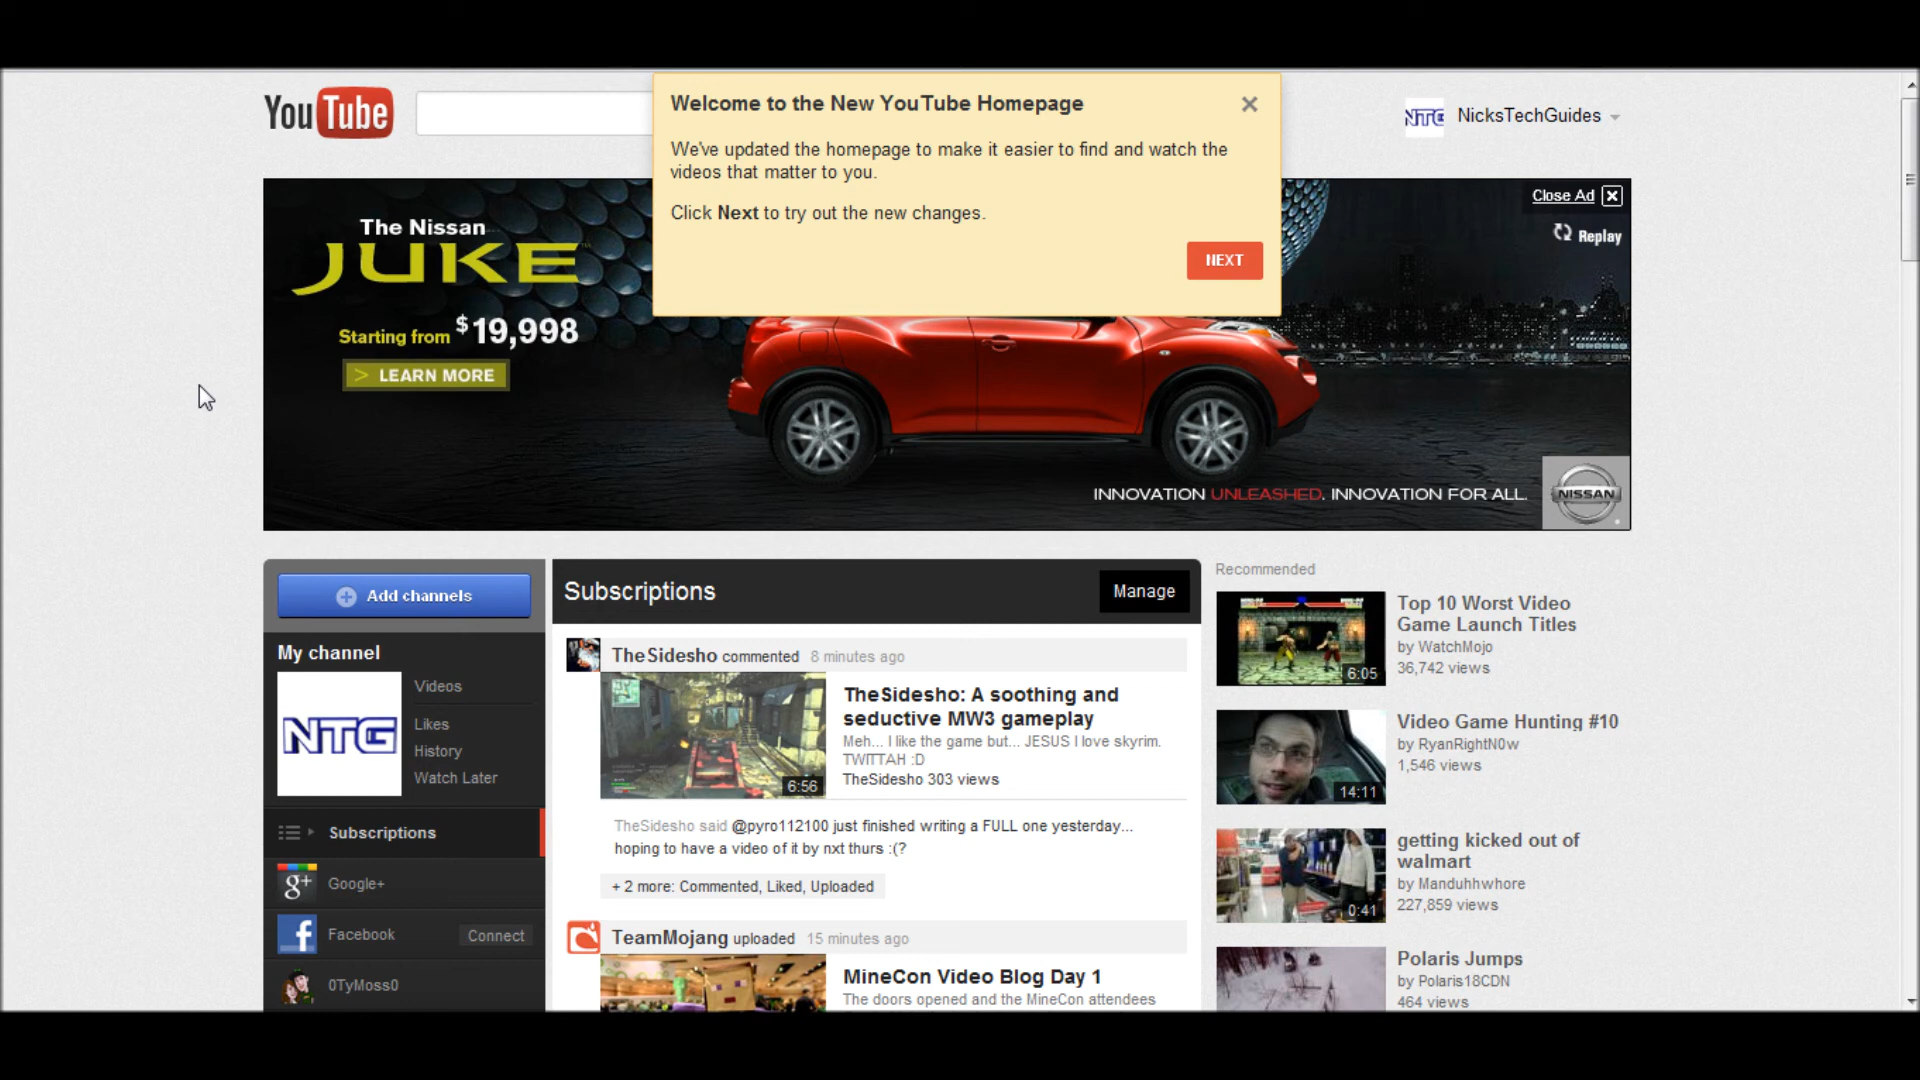 YouTube
Welcome to the New YouTube Homepage
We've updated the homepage to make it easier to find and watch the
videos that matter to you.
Click Next to try out the new changes.
NEXT
NTG
NicksTechGuides
The Nissan
JUKE
Starting from $19,998
> LEARN MORE
Close Ad
Replay
INNOVATION UNLEASHED. INNOVATION FOR ALL.
NISSAN
Add channels
My channel
NTG
Videos
Likes
History
Watch Later
Subscriptions
g+
Google+
f
Facebook
Connect
0TyMoss0
Subscriptions
Manage
TheSidesho commented 8 minutes ago
6:56
TheSidesho: A soothing and
seductive MW3 gameplay
Meh... I like the game but... JESUS I love skyrim.
TWITTAH :D
TheSidesho 303 views
TheSidesho said @pyro112100 just finished writing a FULL one yesterday...
hoping to have a video of it by nxt thurs :(?
+ 2 more: Commented, Liked, Uploaded
TeamMojang uploaded 15 minutes ago
MineCon Video Blog Day 1
The doors opened and the MineCon attendees
Recommended
6:05
Top 10 Worst Video
Game Launch Titles
by WatchMojo
36,742 views
14:11
Video Game Hunting #10
by RyanRightN0w
1,546 views
0:41
getting kicked out of
walmart
by Manduhhwhore
227,859 views
Polaris Jumps
by Polaris18CDN
464 views